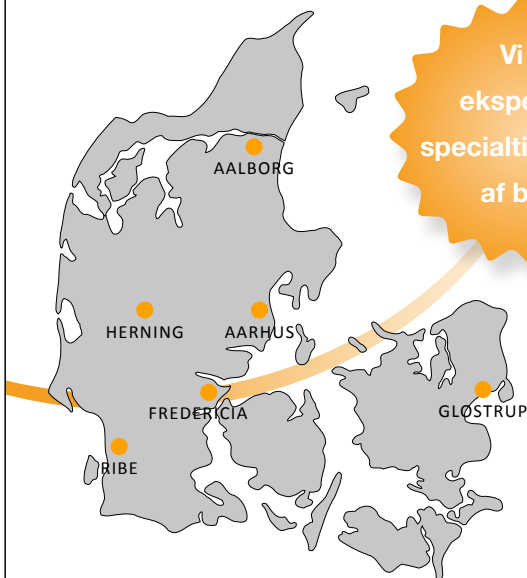 Vi
ekspe
specialti
af b
AALBORG
HERNING
AARHUS
FREDERICIA
GLOSTRUP
RIBE